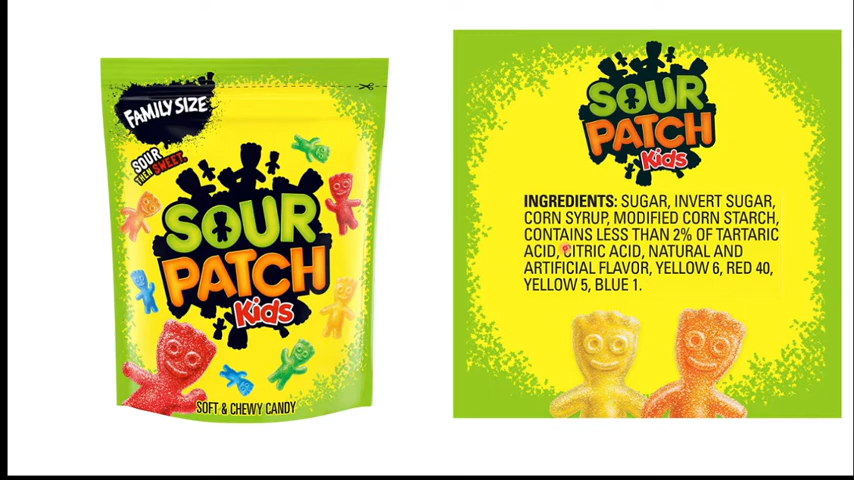 FAMILY SIZE
SOUR
THEN SWEET.
SOUR
PATCH
Kids
SOFT & CHEWY CANDY
SOUR
PATCH
Kids
INGREDIENTS: SUGAR, INVERT SUGAR,
CORN SYRUP, MODIFIED CORN STARCH,
CONTAINS LESS THAN 2% OF TARTARIC
ACID, CITRIC ACID, NATURAL AND
ARTIFICIAL FLAVOR, YELLOW 6, RED 40,
YELLOW 5, BLUE 1.